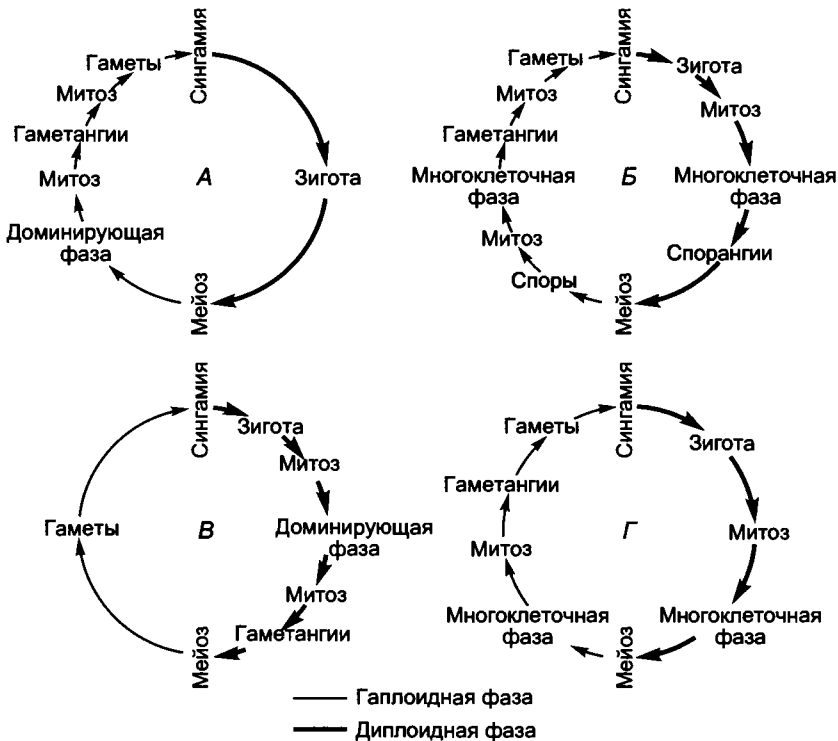 Сингамия
Гаметы
Митоз
Гаметангии
Митоз
Доминирующая
фаза
Мейоз
Зигота
А
Сингамия
Зигота
Митоз
Многоклеточная
фаза
Спорангии
Мейоз
Споры
Митоз
Многоклеточная
фаза
Гаметангии
Митоз
Гаметы
Б
Сингамия
Зигота
Митоз
Доминирующая
фаза
Митоз
Гаметангии
Мейоз
Гаметы
В
Сингамия
Зигота
Митоз
Многоклеточная
фаза
Мейоз
Многоклеточная
фаза
Митоз
Гаметангии
Гаметы
Г
Гаплоидная фаза
Диплоидная фаза